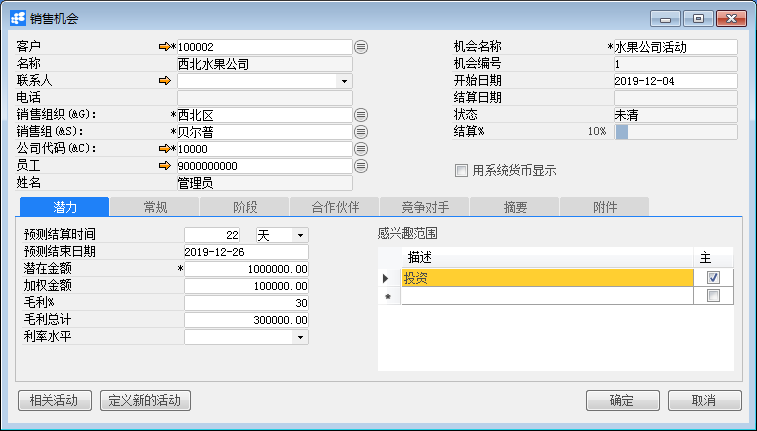 销售机会
客户 *100002
名称 西北水果公司
联系人
电话
销售组织(&G): *西北区
销售组(&S): *贝尔普
公司代码(&C): *10000
员工 9000000000
姓名 管理员
机会名称 *水果公司活动
机会编号 1
开始日期 2019-12-04
结算日期
状态 未清
结算% 10%
用系统货币显示
潜力 常规 阶段 合作伙伴 竞争对手 摘要 附件
预测结算时间 22 天
预测结束日期 2019-12-26
潜在金额 * 1000000.00
加权金额 100000.00
毛利% 30
毛利总计 300000.00
利率水平
感兴趣范围
描述 主
投资
*
相关活动 定义新的活动 确定 取消